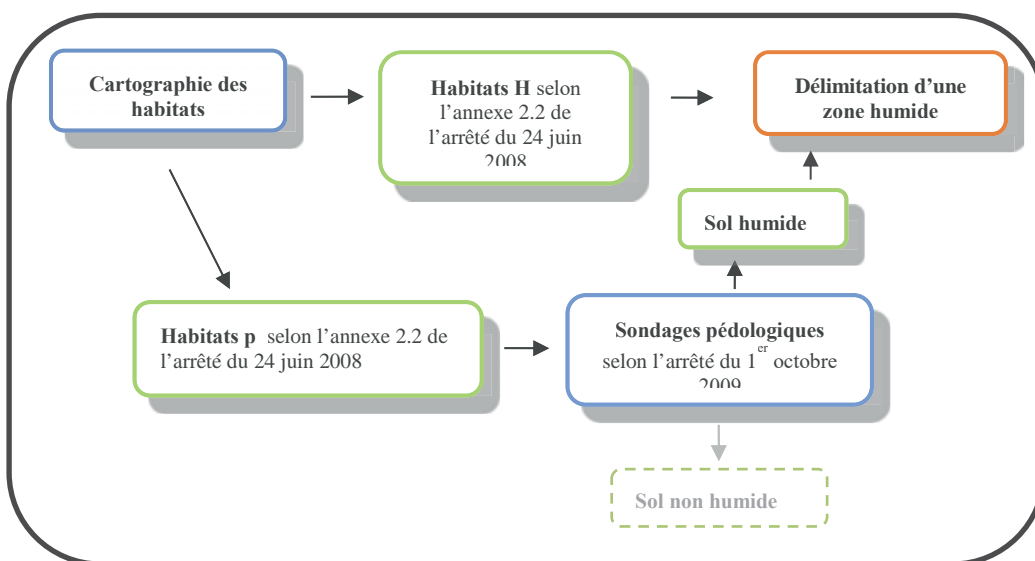 Cartographie des
habitats
Habitats H selon
l’annexe 2.2 de
l’arrêté du 24 juin
2008
Délimitation d’une
zone humide
Sol humide
Habitats p selon l’annexe 2.2 de
l’arrêté du 24 juin 2008
Sondages pédologiques
selon l’arrêté du 1er octobre
2009
Sol non humide